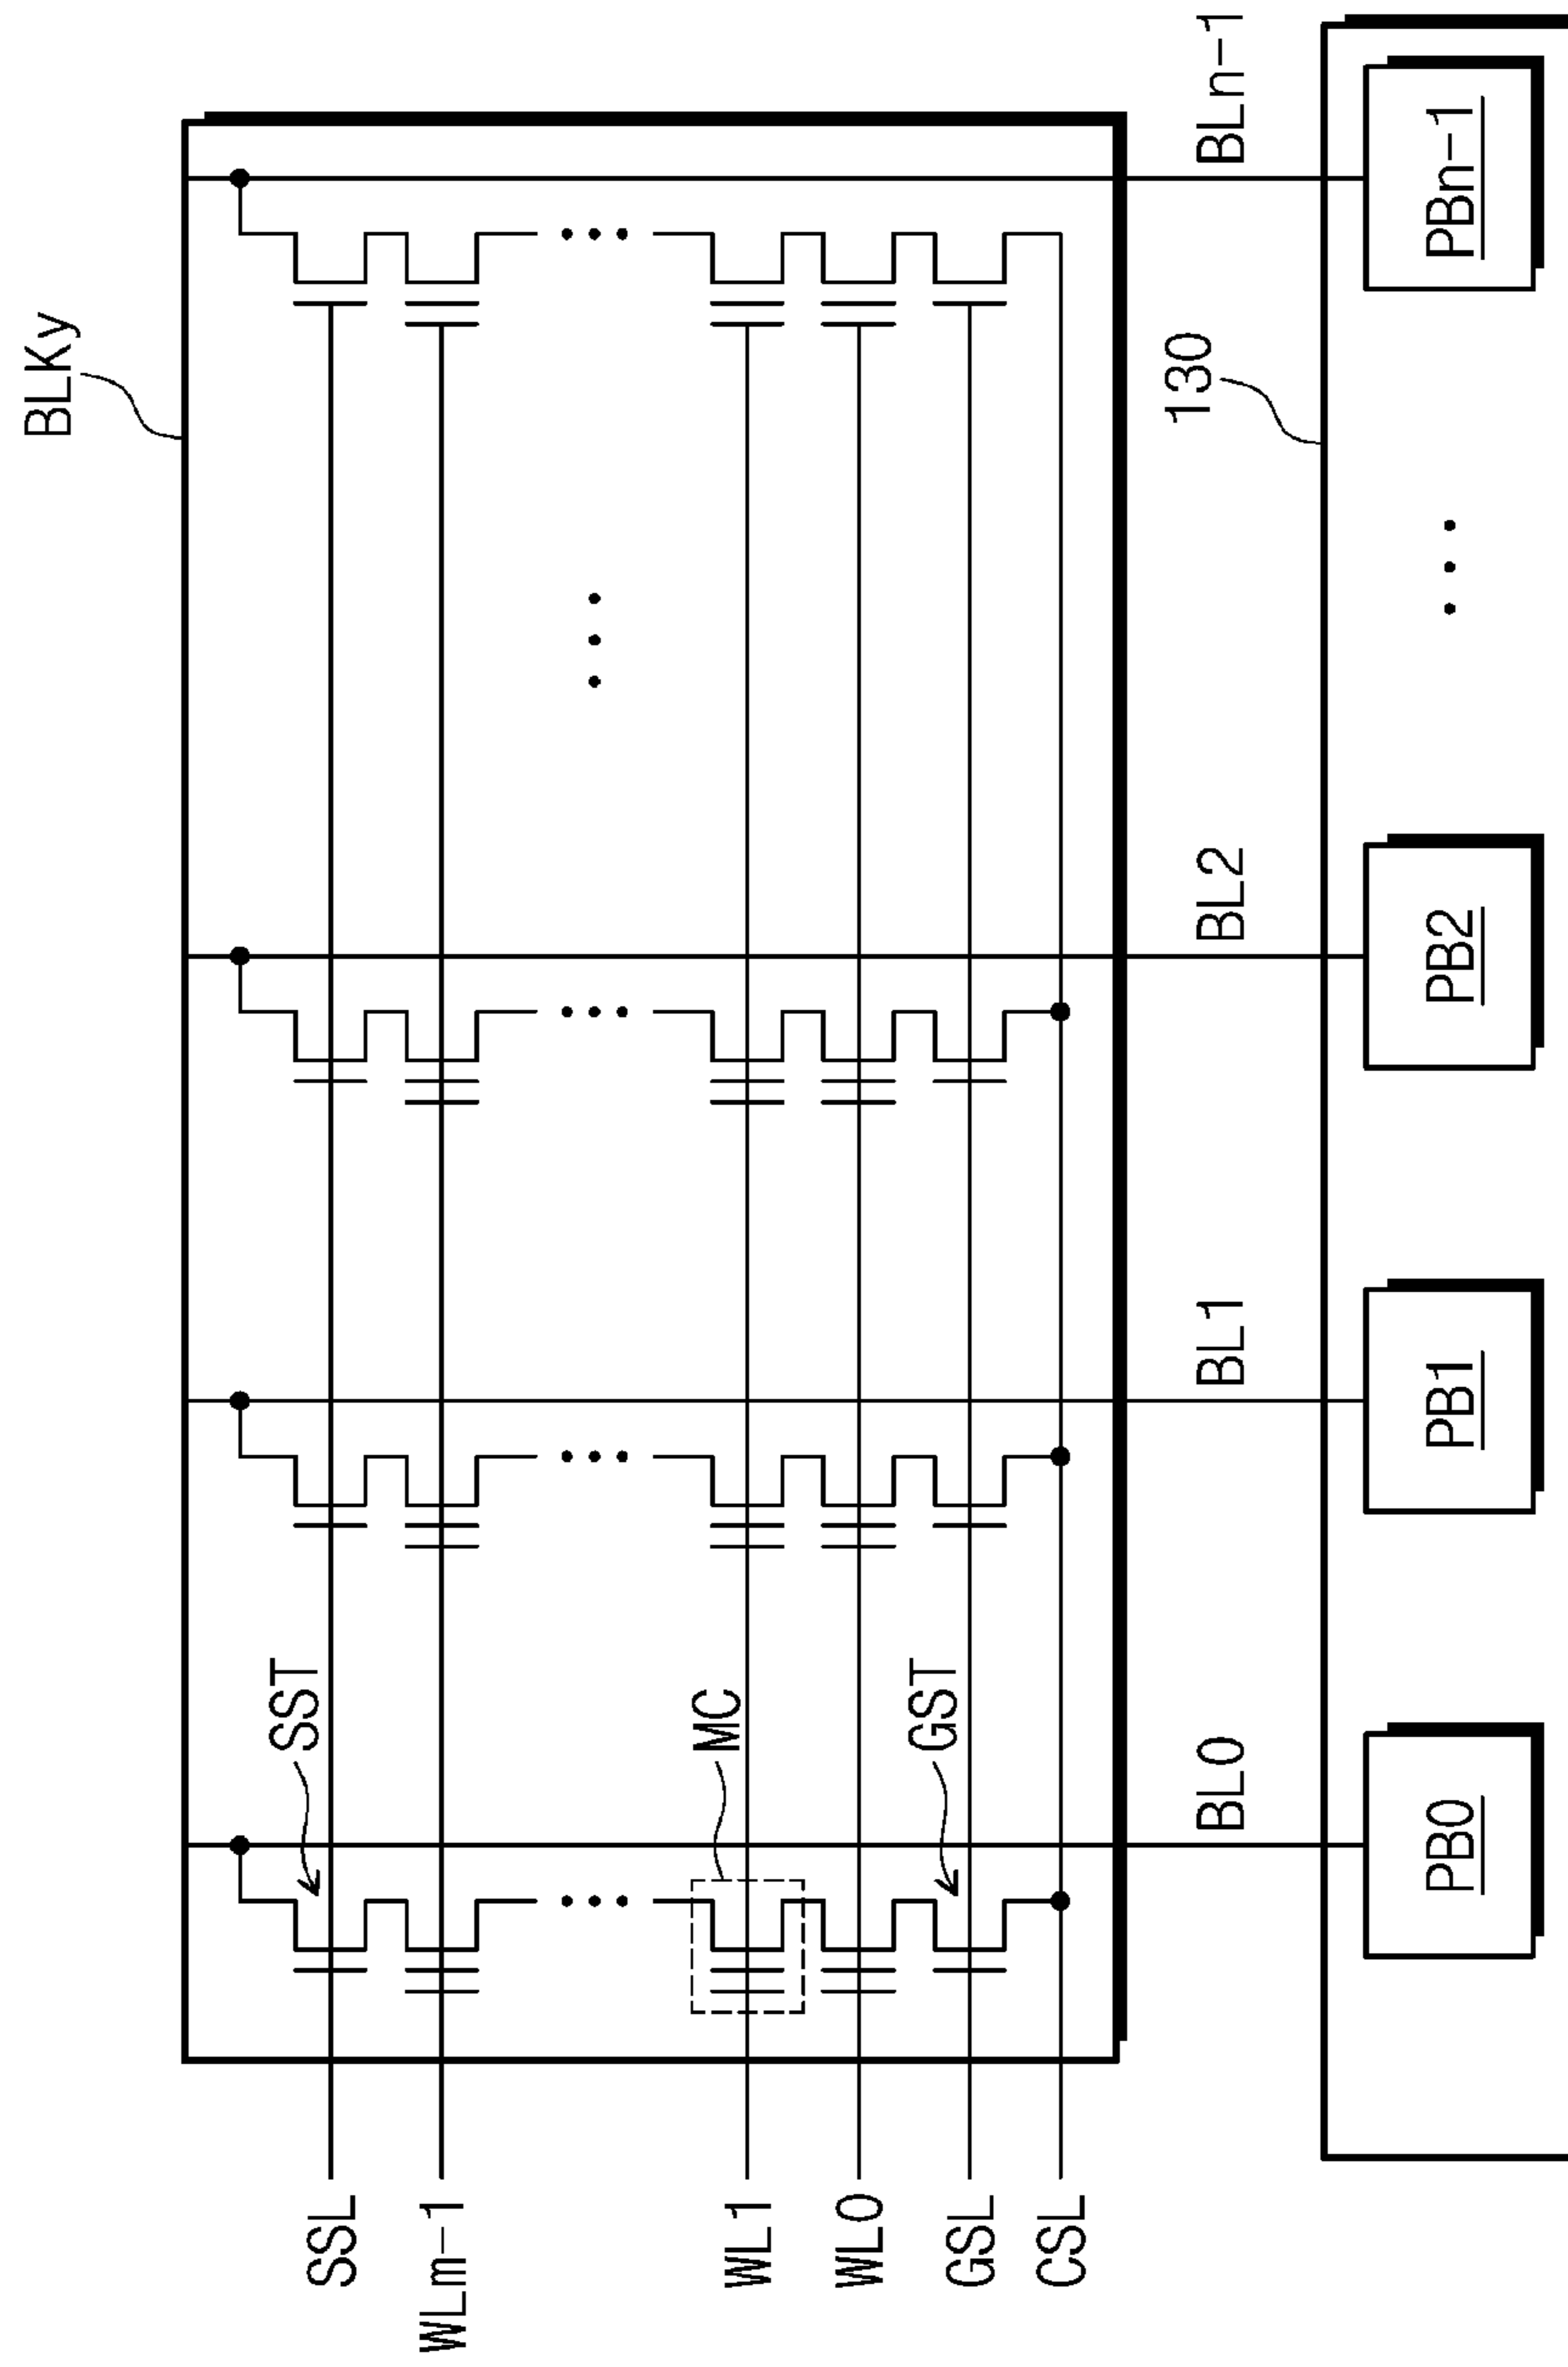 BLKy
SSL
WLm-1
WL1
WL0
GSL
CSL
SST
MC
GST
BL0
BL1
BL2
BLn-1
130
PB0
PB1
PB2
PBn-1